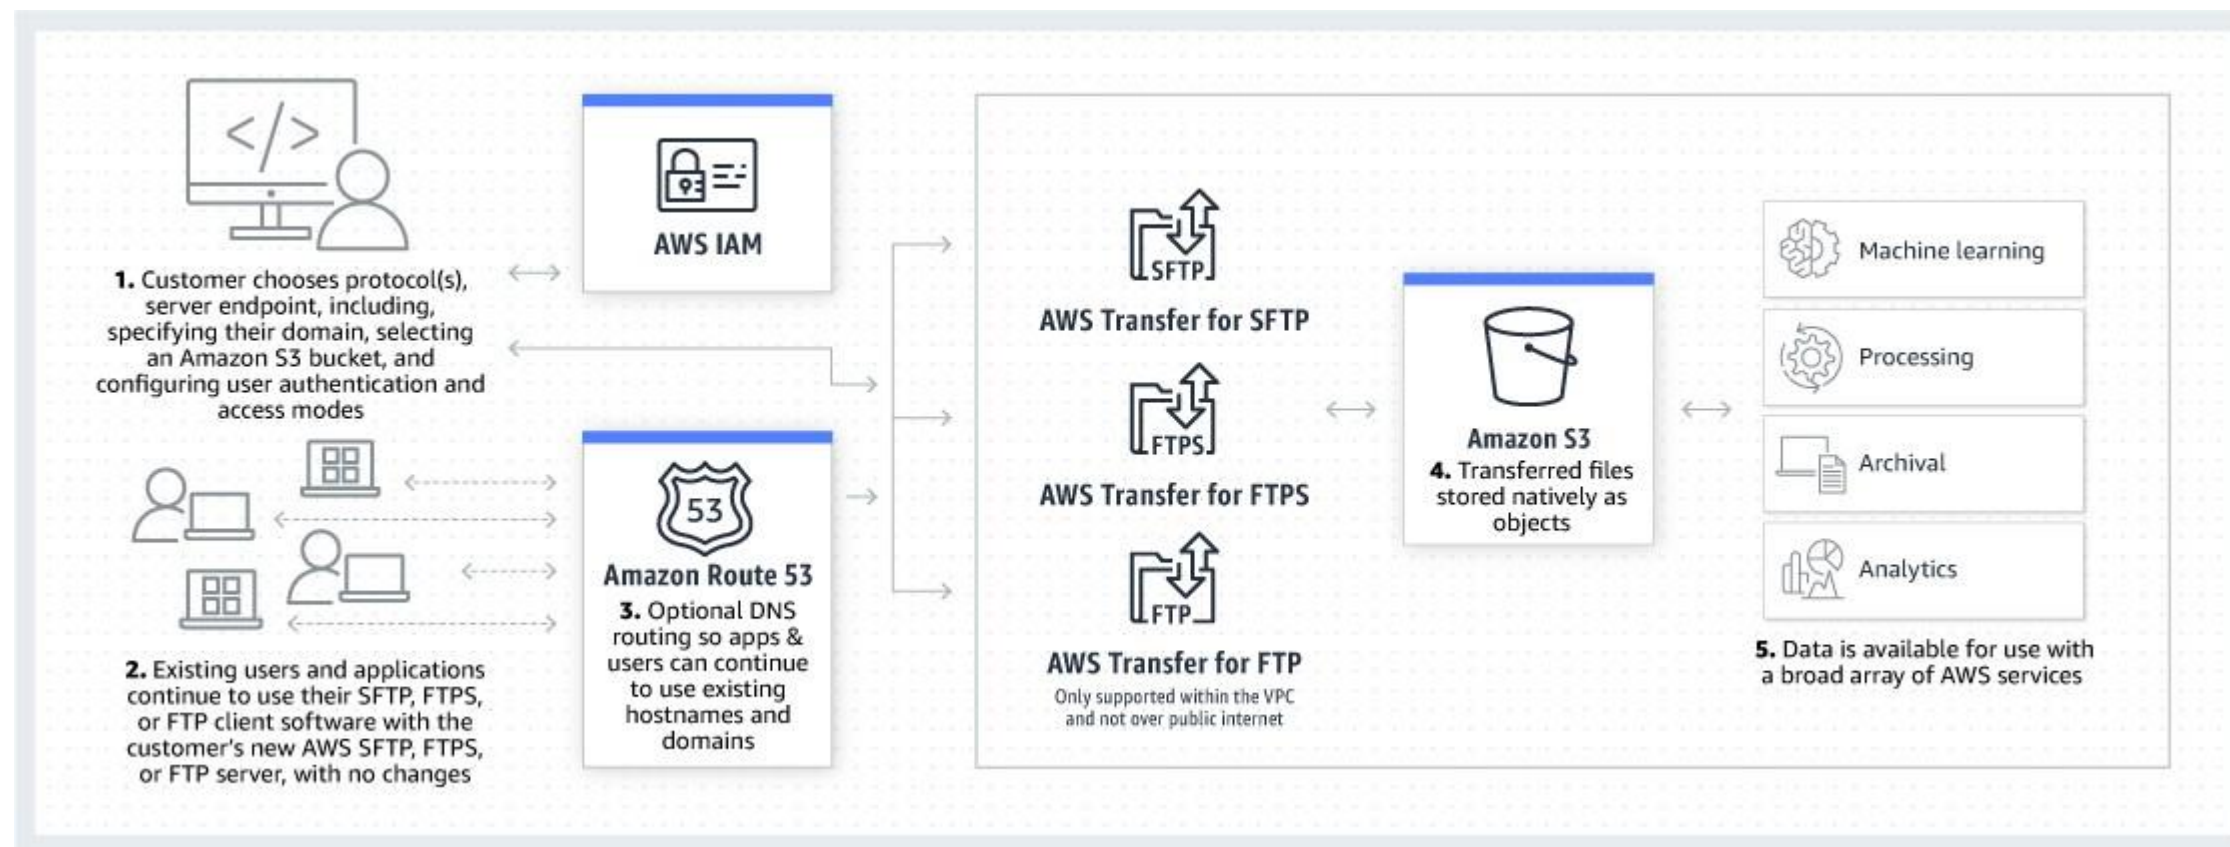 </>
1. Customer chooses protocol(s),
server endpoint, including,
specifying their domain, selecting
an Amazon S3 bucket, and
configuring user authentication and
access modes
2. Existing users and applications
continue to use their SFTP, FTPS,
or FTP client software with the
customer's new AWS SFTP, FTPS,
or FTP server, with no changes
AWS IAM
53
Amazon Route 53
3. Optional DNS
routing so apps &
users can continue
to use existing
hostnames and
domains
SFTP
AWS Transfer for SFTP
FTPS
AWS Transfer for FTPS
FTP
AWS Transfer for FTP
Only supported within the VPC
and not over public internet
Amazon S3
4. Transferred files
stored natively as
objects
Machine learning
Processing
Archival
Analytics
5. Data is available for use with
a broad array of AWS services